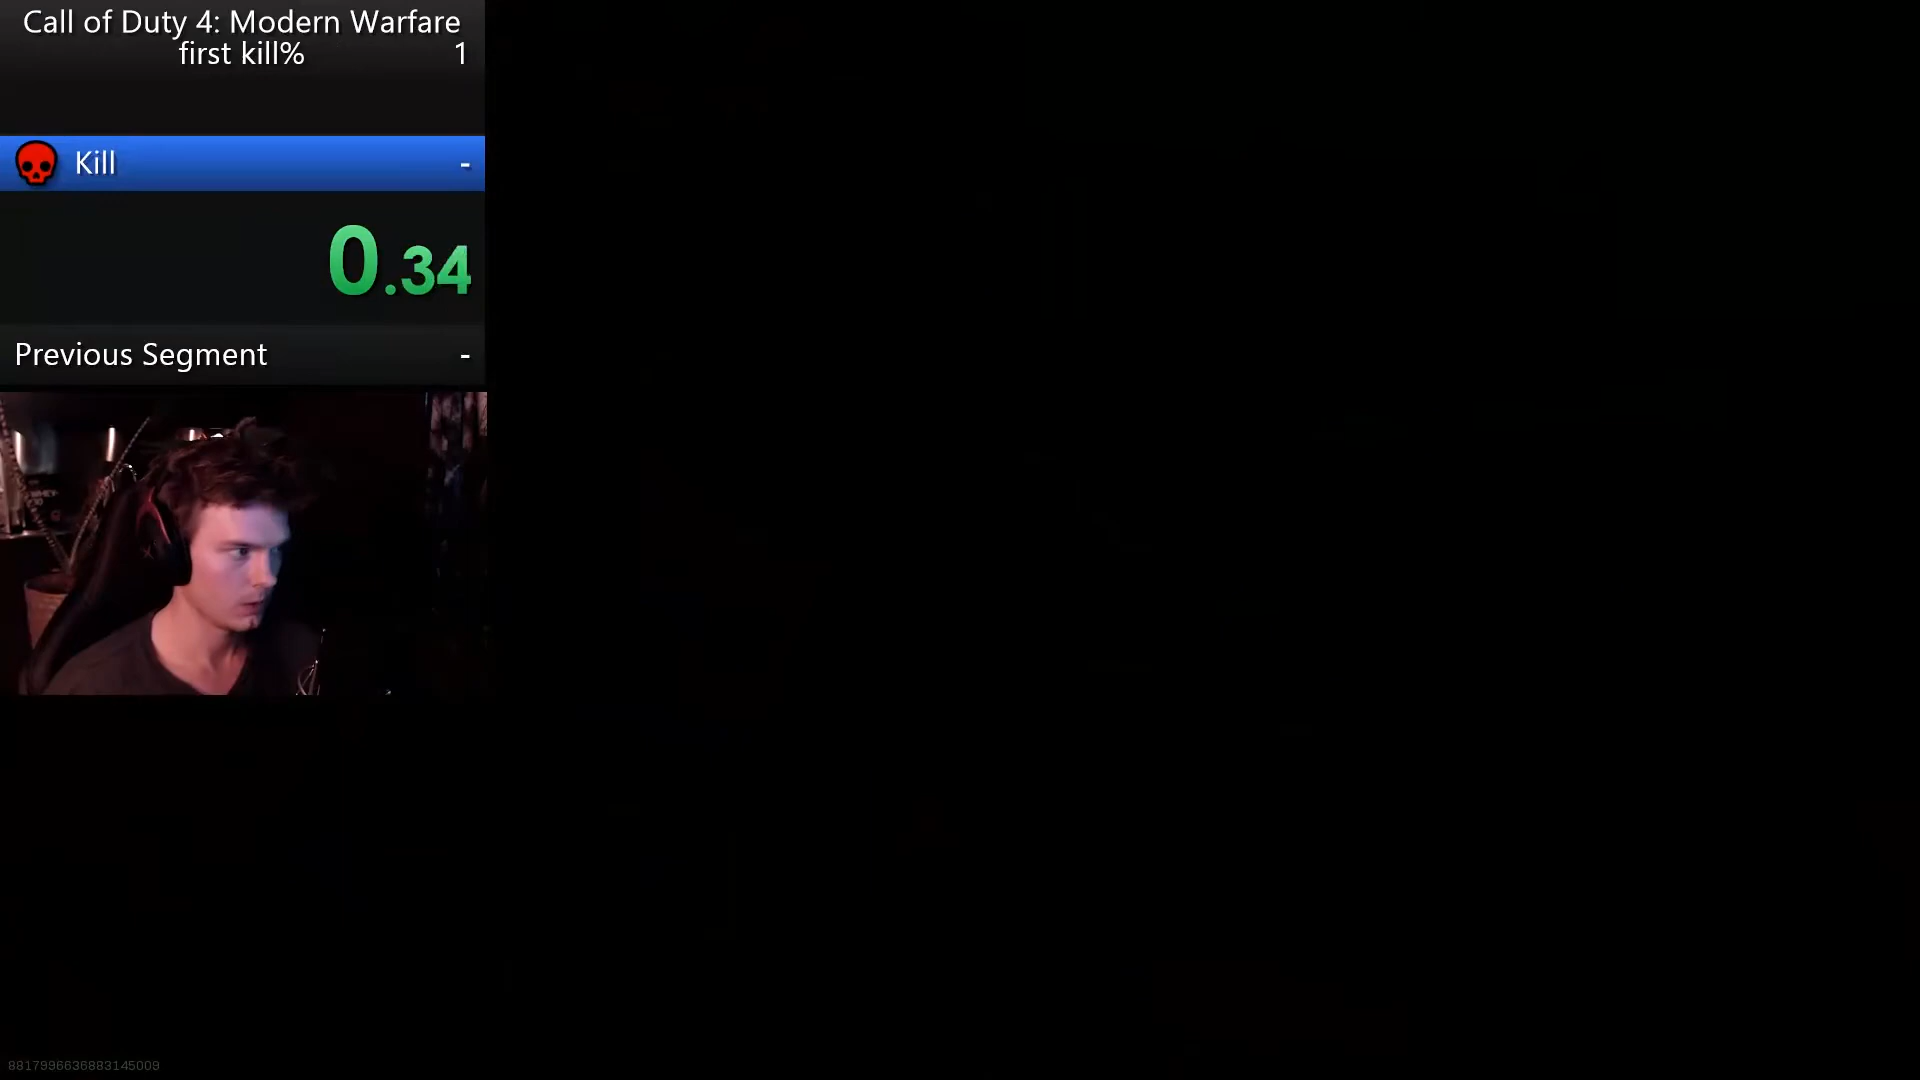 Call of Duty 4: Modern Warfare
first kill% 1
Kill -
0.34
Previous Segment -
8817996636883145009